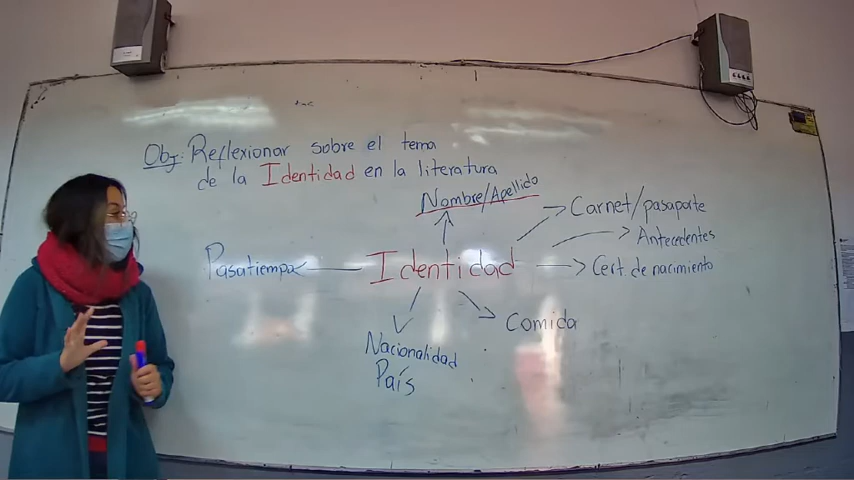 Obj: Reflexionar sobre el tema
de la Identidad en la literatura
Nombre/Apellido
Carnet/pasaporte
Antecedentes
Pasatiempo
Identidad
Cert. de nacimiento
Comida
Nacionalidad
País